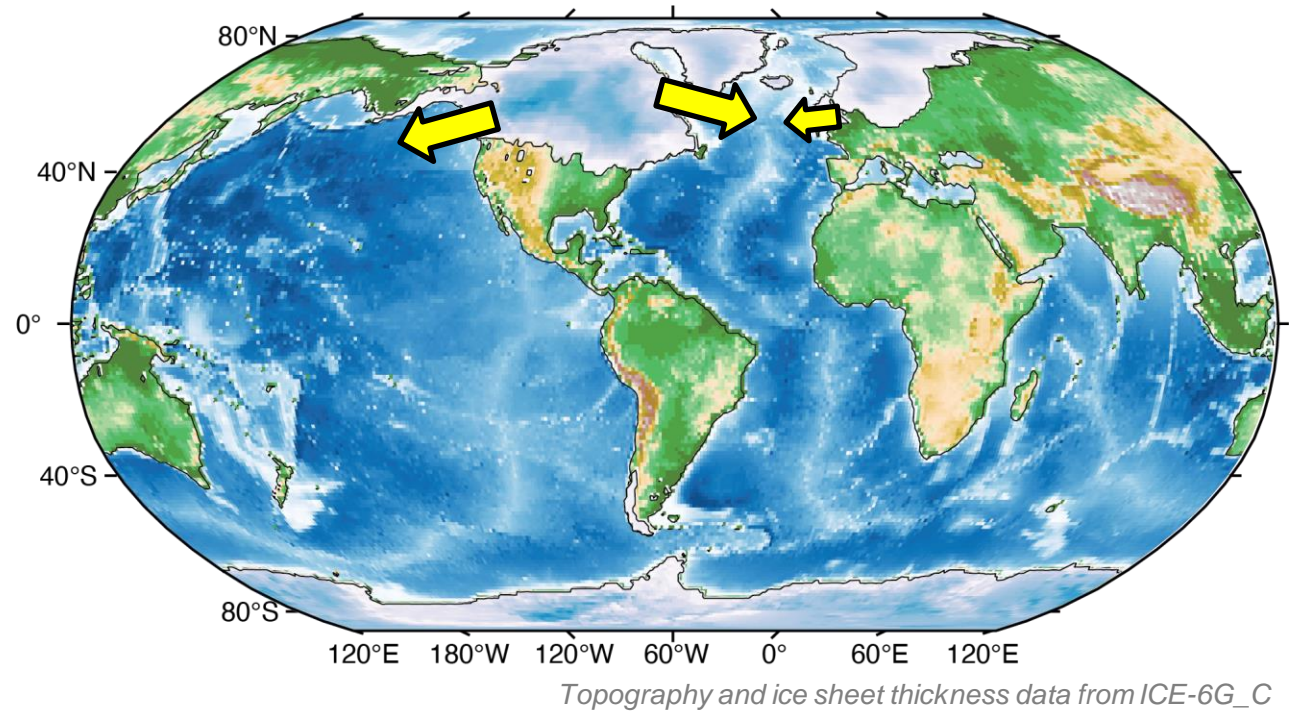 80°N
40°N
0°
40°S
80°S
120°E 180°W 120°W 60°W 0° 60°E 120°E
Topography and ice sheet thickness data from ICE-6G_C